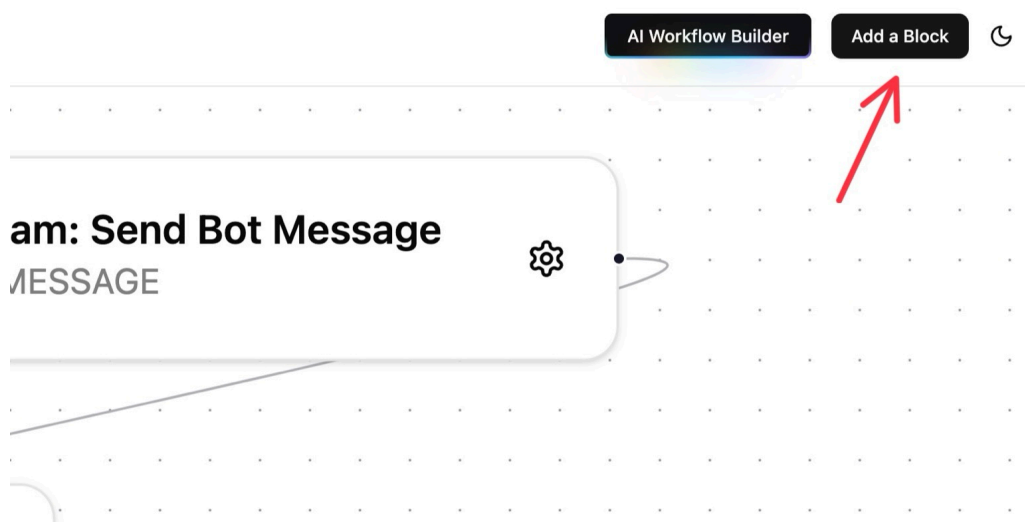 AI Workflow Builder
Add a Block
am: Send Bot Message
MESSAGE